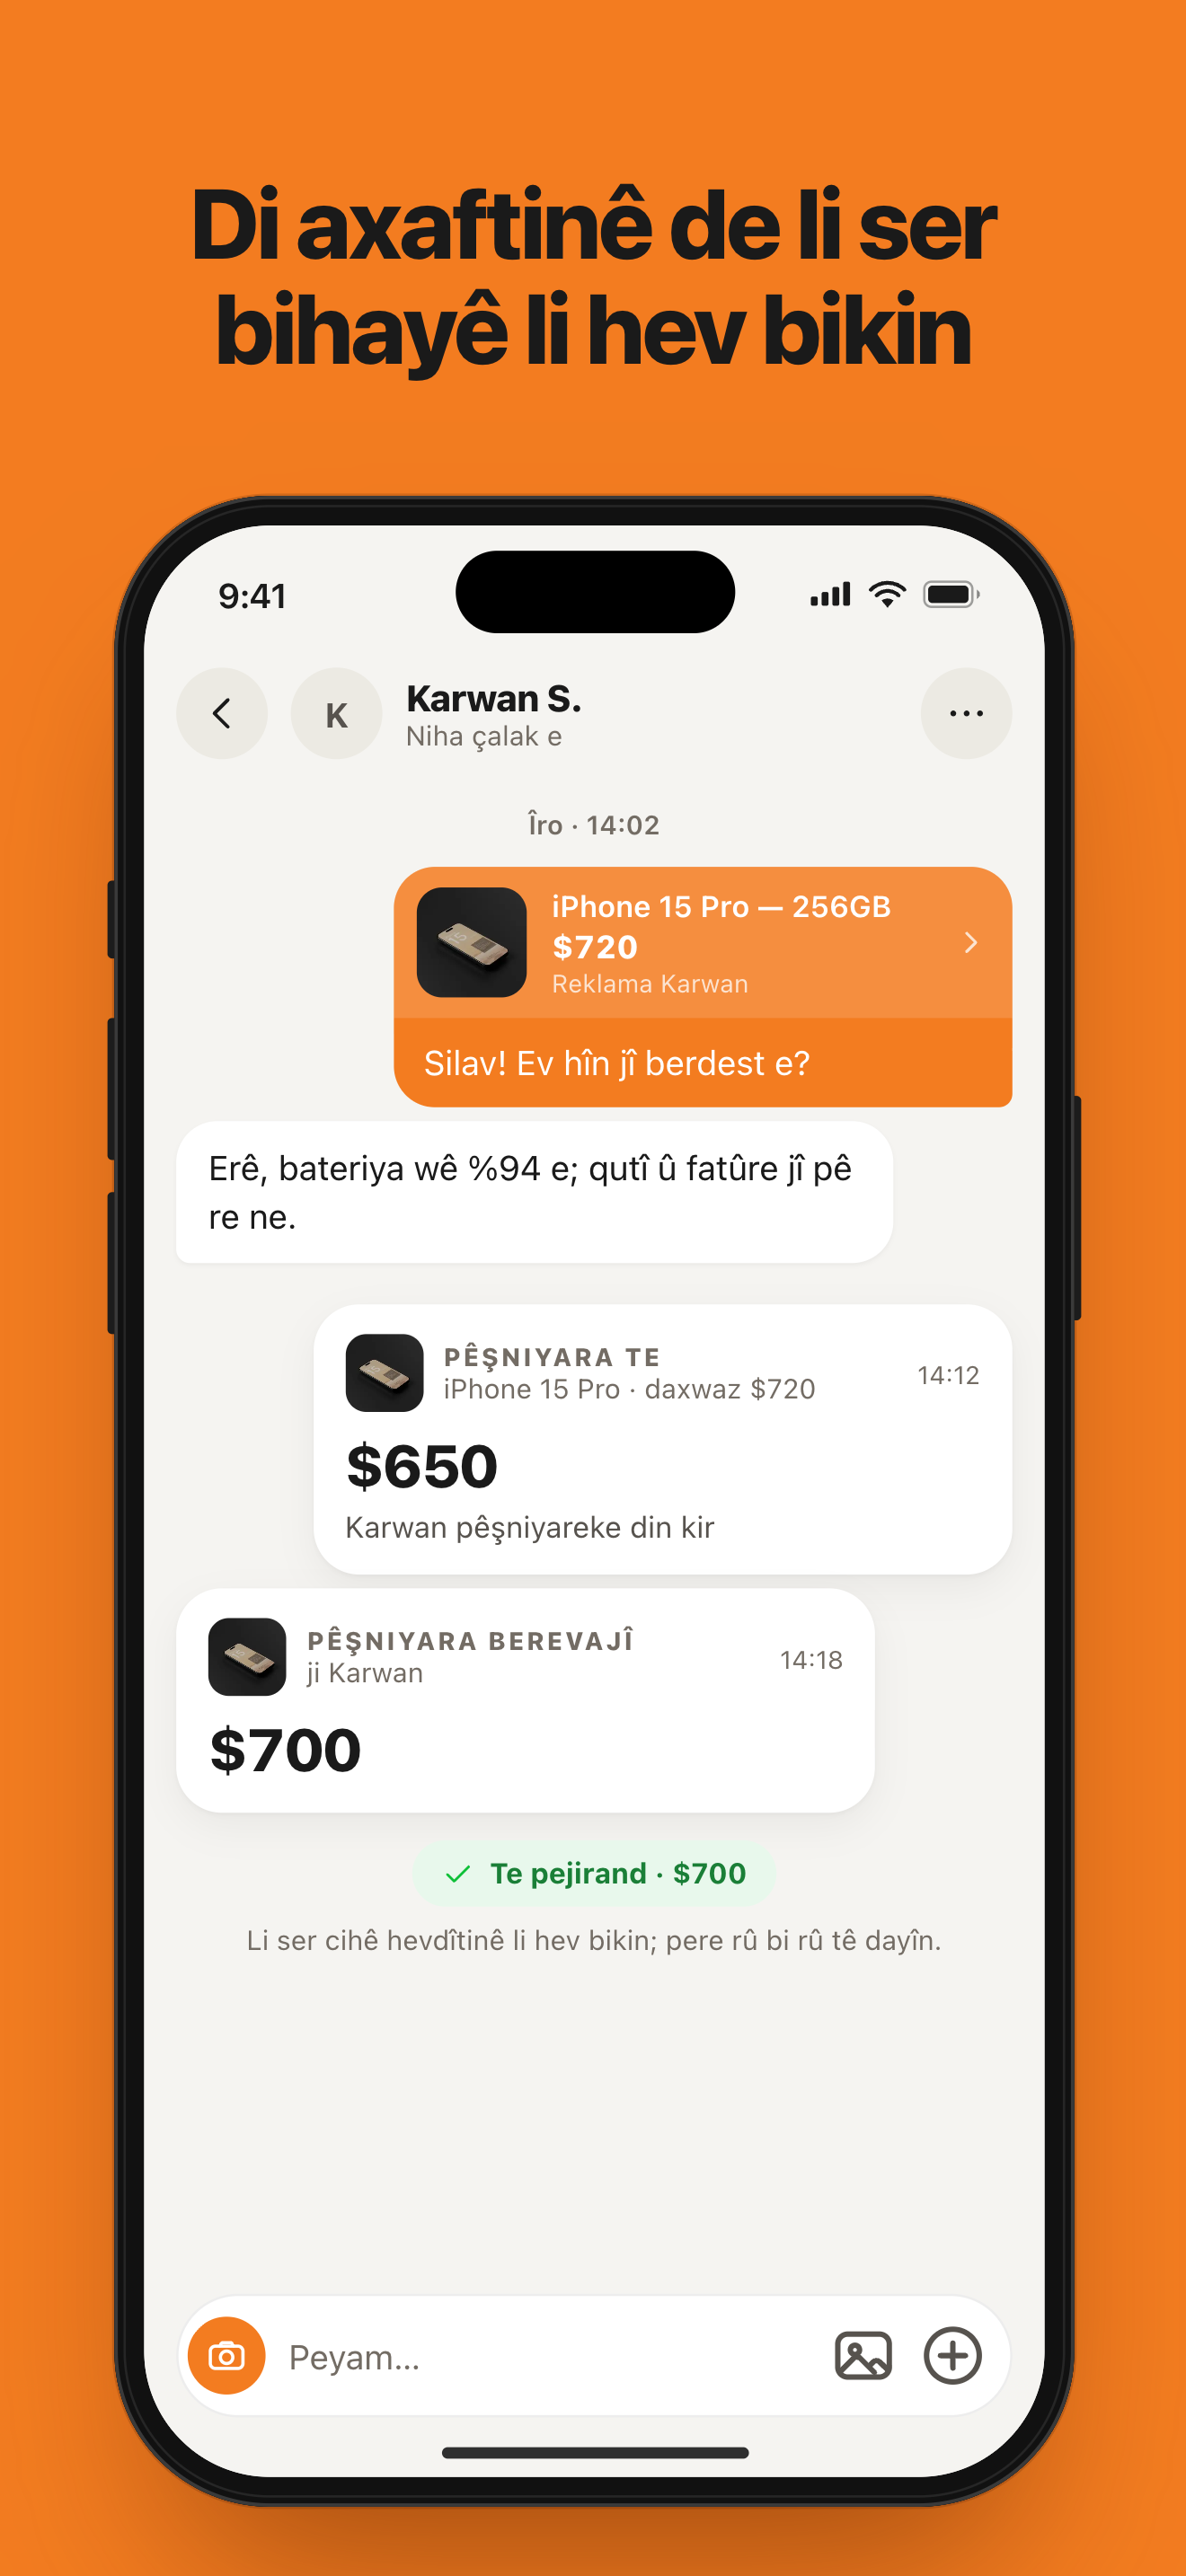 Di axaftinê de li ser
bihayê li hev bikin
9:41
K
Karwan S.
Niha çalak e
Îro · 14:02
iPhone 15 Pro — 256GB
$720
Reklama Karwan
Silav! Ev hîn jî berdest e?
Erê, bateriya wê %94 e; qutî û fatûre jî pê
re ne.
PÊŞNIYARA TE
iPhone 15 Pro · daxwaz $720
14:12
$650
Karwan pêşniyareke din kir
PÊŞNIYARA BEREVAJÎ
ji Karwan
14:18
$700
Te pejirand · $700
Li ser cihê hevdîtinê li hev bikin; pere rû bi rû tê dayîn.
Peyam...